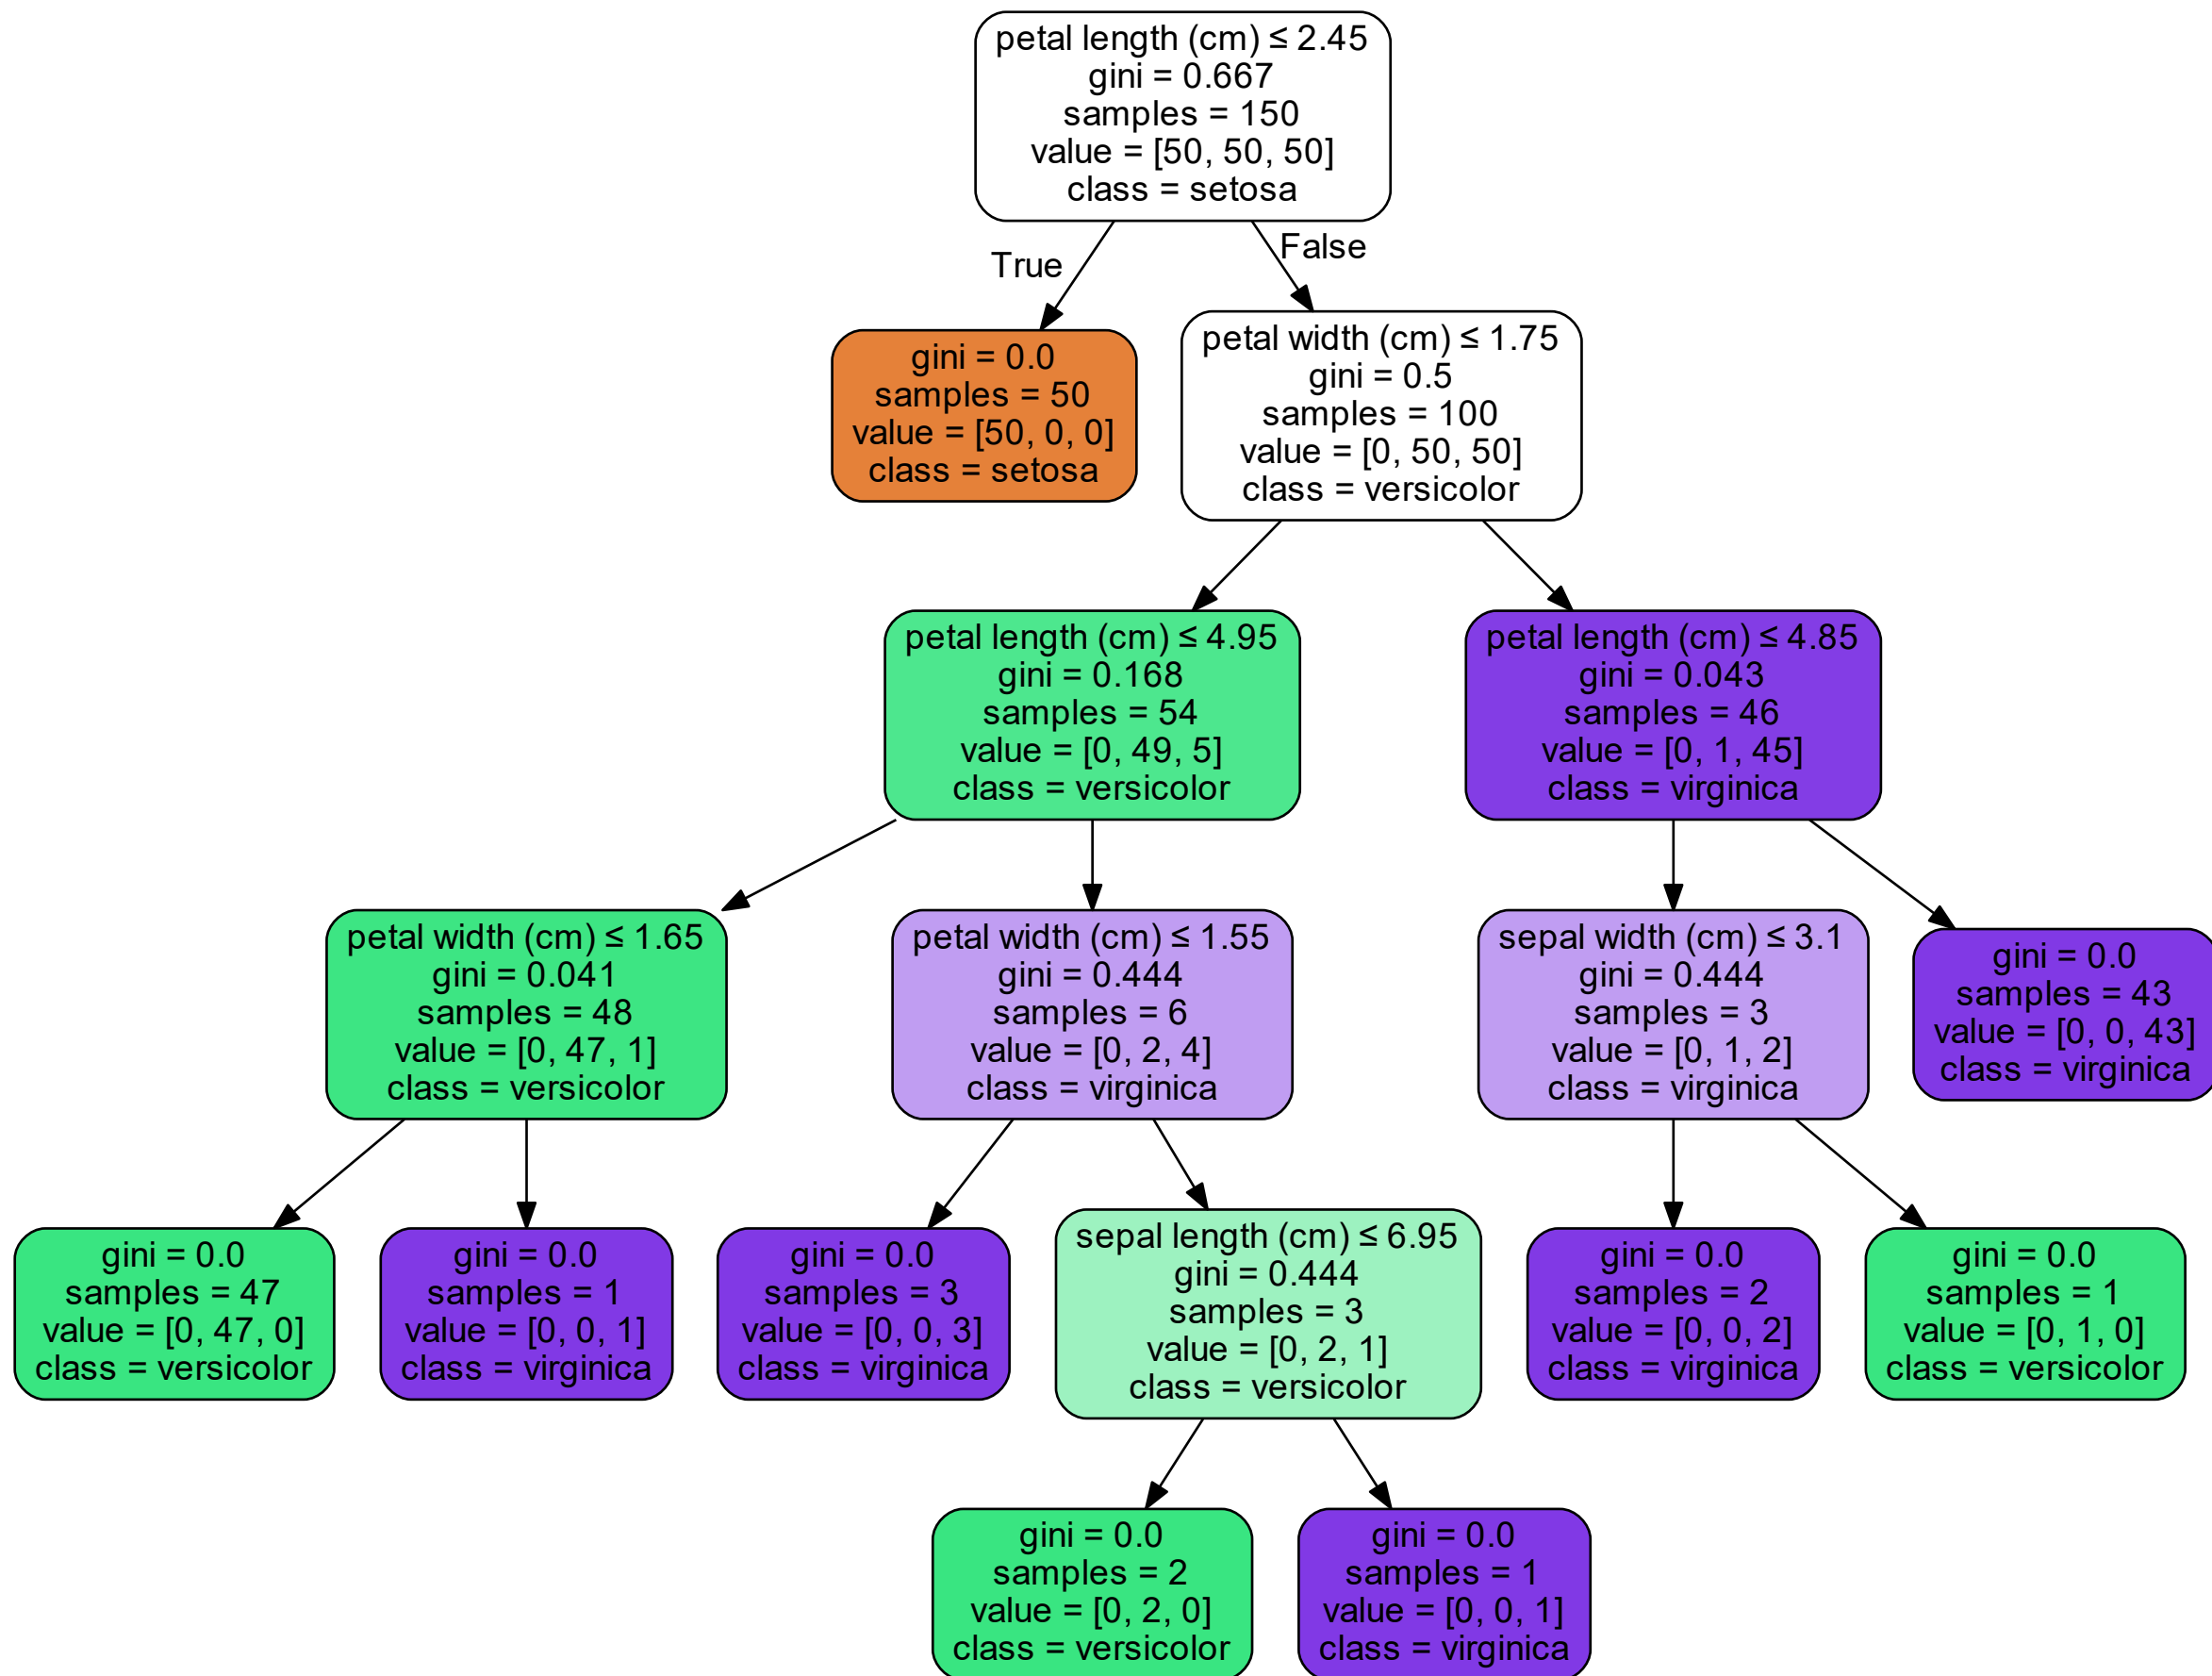 petal length (cm) ≤ 2.45
gini = 0.667
samples = 150
value = [50, 50, 50]
class = setosa
True
False
gini = 0.0
samples = 50
value = [50, 0, 0]
class = setosa
petal width (cm) ≤ 1.75
gini = 0.5
samples = 100
value = [0, 50, 50]
class = versicolor
petal length (cm) ≤ 4.95
gini = 0.168
samples = 54
value = [0, 49, 5]
class = versicolor
petal length (cm) ≤ 4.85
gini = 0.043
samples = 46
value = [0, 1, 45]
class = virginica
petal width (cm) ≤ 1.65
gini = 0.041
samples = 48
value = [0, 47, 1]
class = versicolor
petal width (cm) ≤ 1.55
gini = 0.444
samples = 6
value = [0, 2, 4]
class = virginica
sepal width (cm) ≤ 3.1
gini = 0.444
samples = 3
value = [0, 1, 2]
class = virginica
gini = 0.0
samples = 43
value = [0, 0, 43]
class = virginica
gini = 0.0
samples = 47
value = [0, 47, 0]
class = versicolor
gini = 0.0
samples = 1
value = [0, 0, 1]
class = virginica
gini = 0.0
samples = 3
value = [0, 0, 3]
class = virginica
sepal length (cm) ≤ 6.95
gini = 0.444
samples = 3
value = [0, 2, 1]
class = versicolor
gini = 0.0
samples = 2
value = [0, 0, 2]
class = virginica
gini = 0.0
samples = 1
value = [0, 1, 0]
class = versicolor
gini = 0.0
samples = 2
value = [0, 2, 0]
class = versicolor
gini = 0.0
samples = 1
value = [0, 0, 1]
class = virginica